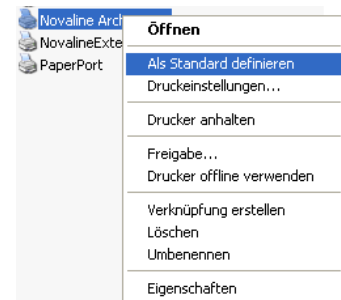 Novaline Arch
NovalineExte
PaperPort
Öffnen
Als Standard definieren
Druckeinstellungen...
Drucker anhalten
Freigabe...
Drucker offline verwenden
Verknüpfung erstellen
Löschen
Umbenennen
Eigenschaften